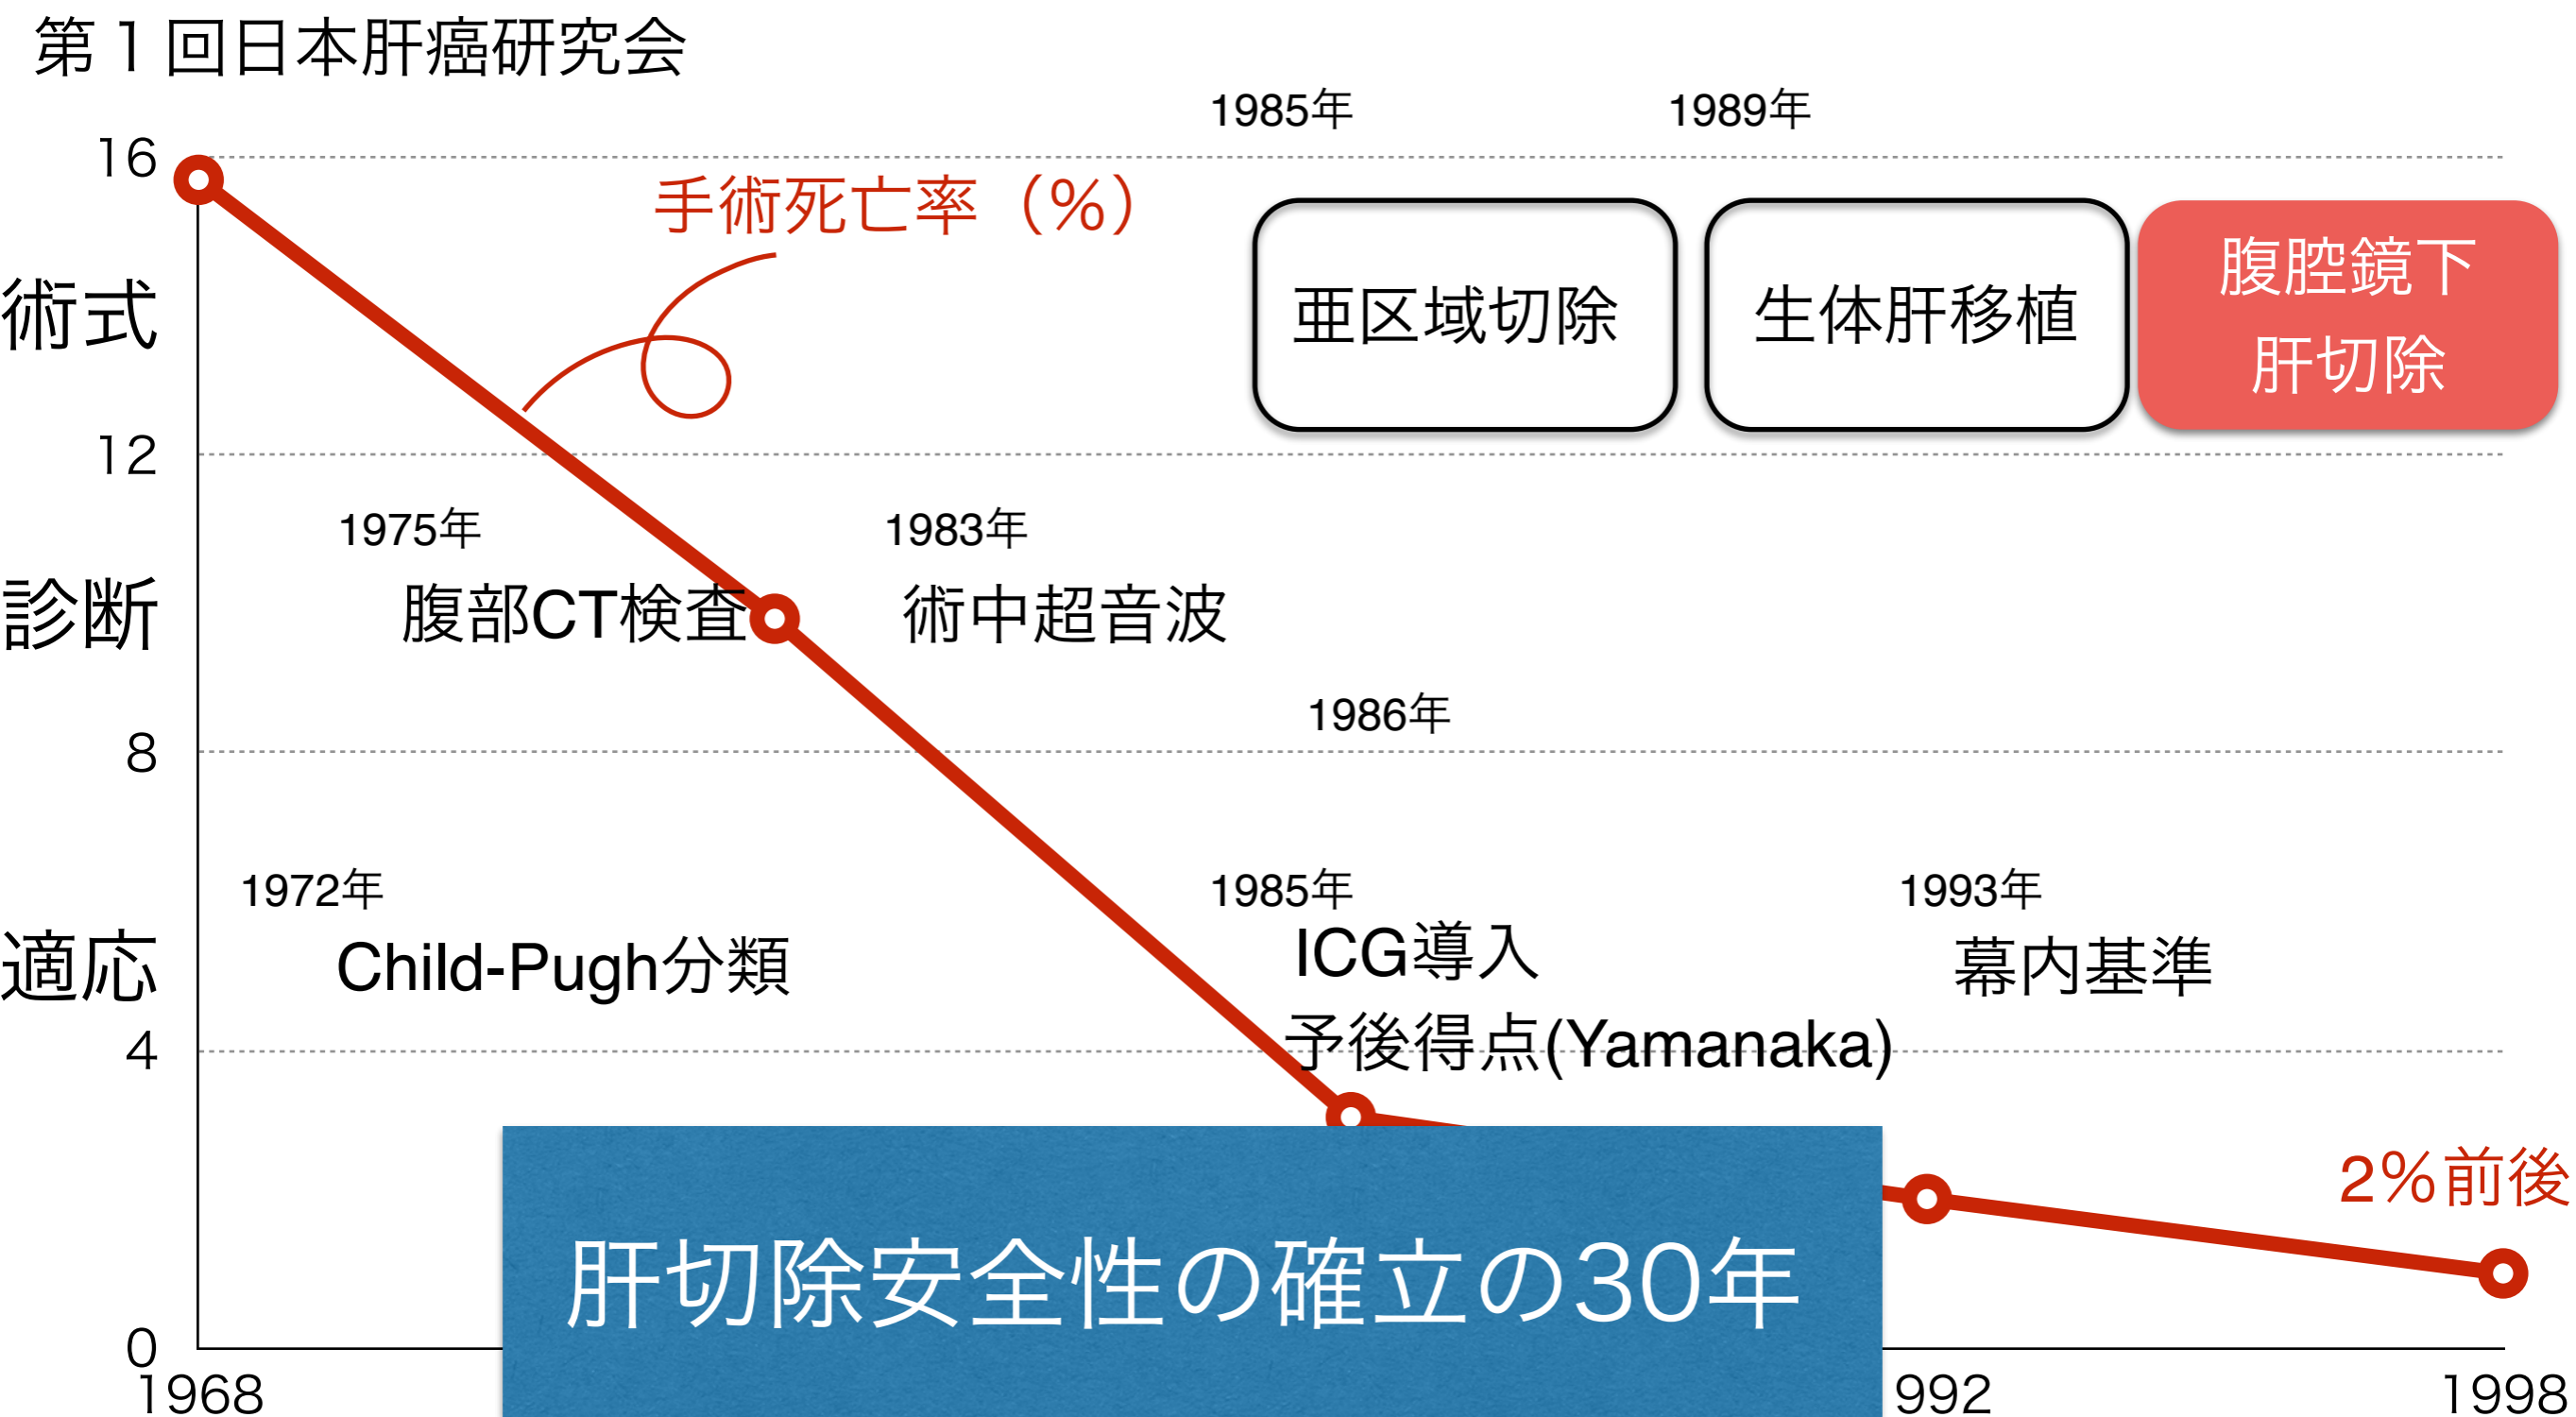 第１回日本肝癌研究会
1985年
1989年
16
手術死亡率（％）
術式
亜区域切除
生体肝移植
腹腔鏡下
肝切除
12
1975年
1983年
診断
腹部CT検査
術中超音波
1986年
8
1972年
1985年
1993年
適応
Child-Pugh分類
ICG導入
幕内基準
予後得点(Yamanaka)
4
2％前後
肝切除安全性の確立の30年
0
1968
992
1998